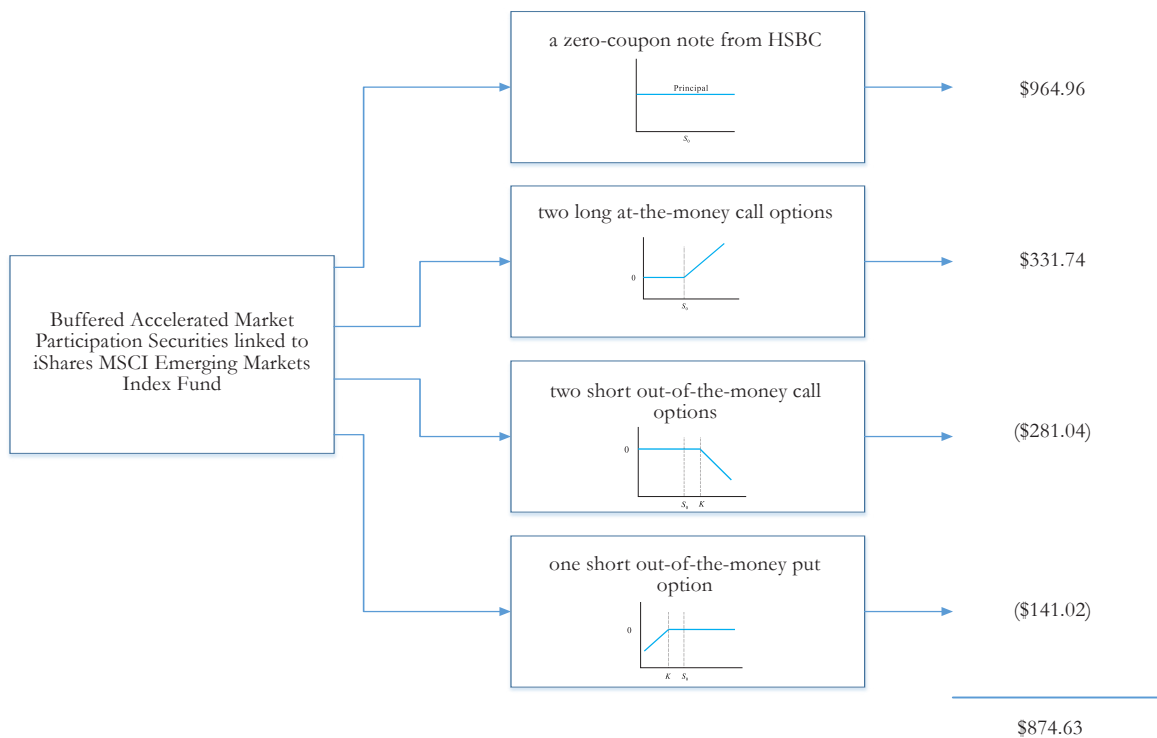 Buffered Accelerated Market
Participation Securities linked to
iShares MSCI Emerging Markets
Index Fund
a zero-coupon note from HSBC
Principal
S₀
$964.96
two long at-the-money call options
0
S₀
$331.74
two short out-of-the-money call
options
0
S₀ K
($281.04)
one short out-of-the-money put
option
0
K S₀
($141.02)
$874.63